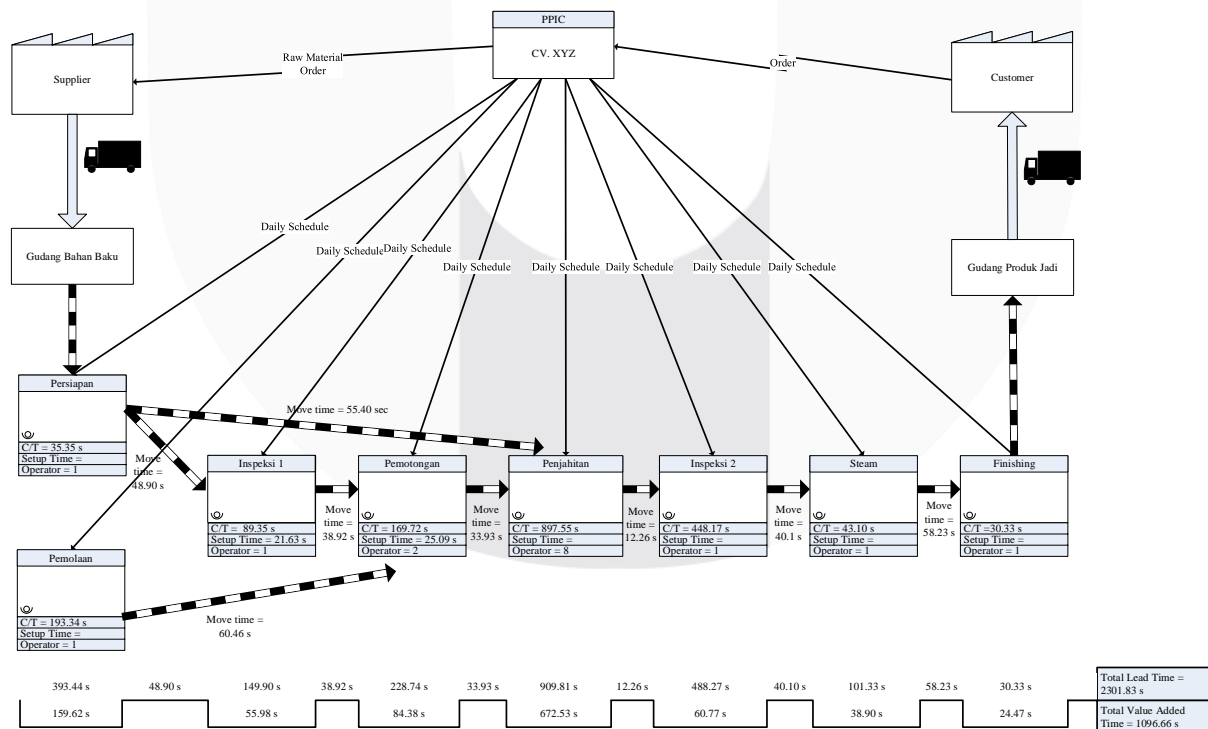 PPIC
CV. XYZ
Supplier
Raw Material
Order
Order
Customer
Gudang Bahan Baku
Gudang Produk Jadi
Daily Schedule
Daily Schedule
Daily Schedule
Daily Schedule
Daily Schedule
Daily Schedule
Daily Schedule
Daily Schedule
Persiapan
C/T = 35.35 s
Setup Time =
Operator = 1
Move time = 55.40 sec
Move
time =
48.90 s
Inspeksi 1
C/T = 89.35 s
Setup Time = 21.63 s
Operator = 1
Move
time =
38.92 s
Pemotongan
C/T = 169.72 s
Setup Time = 25.09 s
Operator = 2
Move
time =
33.93 s
Penjahitan
C/T = 897.55 s
Setup Time =
Operator = 8
Move
time =
12.26 s
Inspeksi 2
C/T = 448.17 s
Setup Time =
Operator = 1
Move
time =
40.1 s
Steam
C/T = 43.10 s
Setup Time =
Operator = 1
Move
time =
58.23 s
Finishing
C/T =30.33 s
Setup Time =
Operator = 1
Pemolaan
C/T = 193.34 s
Setup Time =
Operator = 1
Move time =
60.46 s
393.44 s 48.90 s 149.90 s 38.92 s 228.74 s 33.93 s 909.81 s 12.26 s 488.27 s 40.10 s 101.33 s 58.23 s 30.33 s
159.62 s 55.98 s 84.38 s 672.53 s 60.77 s 38.90 s 24.47 s
Total Lead Time =
2301.83 s
Total Value Added
Time = 1096.66 s